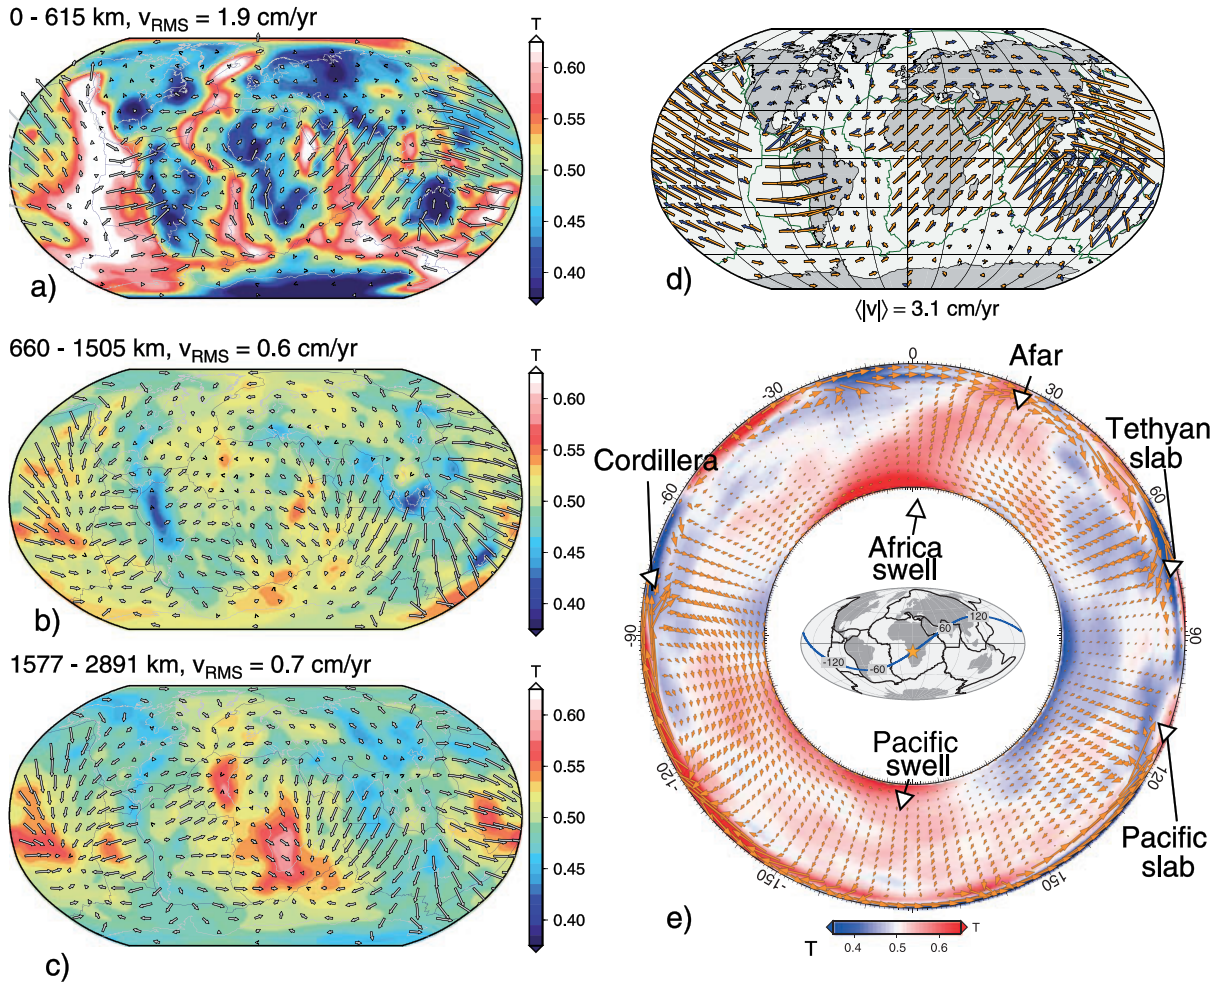 0 - 615 km, vRMS = 1.9 cm/yr
T
0.60
0.55
0.50
0.45
0.40
a)
660 - 1505 km, vRMS = 0.6 cm/yr
T
0.60
0.55
0.50
0.45
0.40
b)
1577 - 2891 km, vRMS = 0.7 cm/yr
T
0.60
0.55
0.50
0.45
0.40
c)
d)
⟨|v|⟩ = 3.1 cm/yr
0
-30
30
Afar
Tethyan
slab
Cordillera
-60
60
Africa
swell
-90
90
120
60
-120
-60
Pacific
swell
-120
120
Pacific
slab
-150
150
e)
T
T
0.4
0.5
0.6